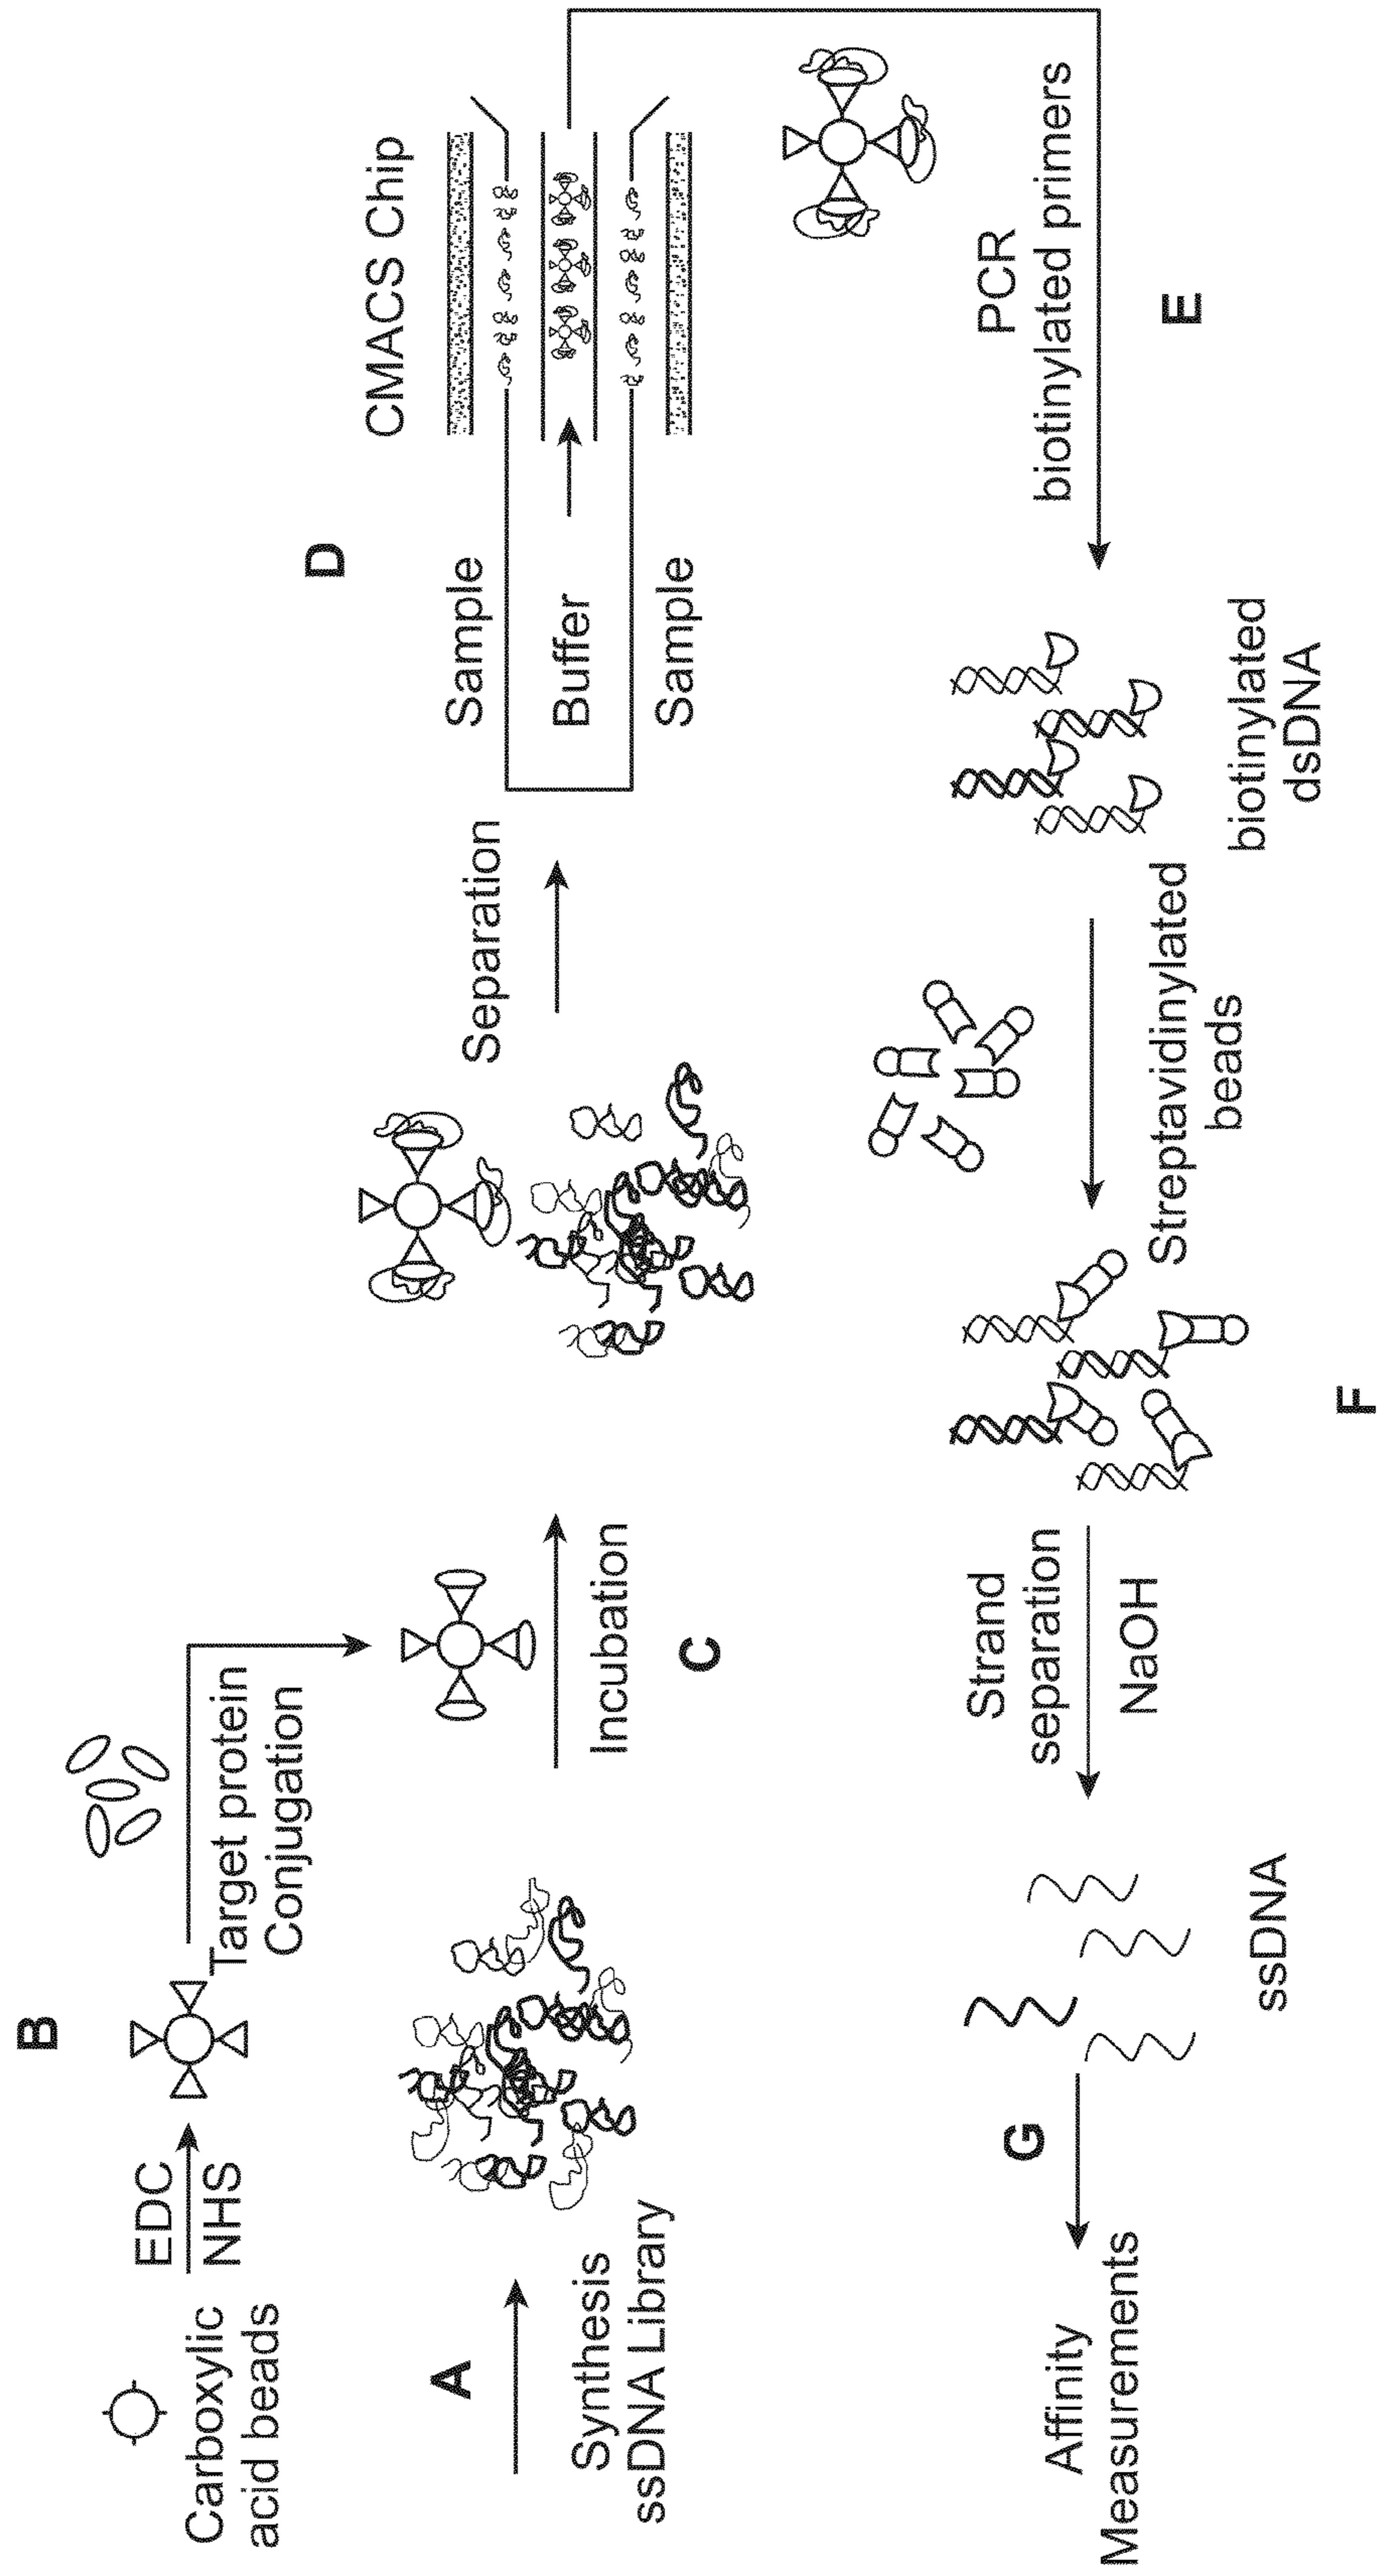 B
Carboxylic
acid beads
EDC
NHS
Target protein
Conjugation
A
Synthesis
ssDNA Library
Incubation
C
Separation
D
CMACS Chip
Sample
Buffer
Sample
PCR
biotinylated primers
E
biotinylated
dsDNA
Streptavidinylated
beads
F
Strand
separation
NaOH
ssDNA
G
Affinity
Measurements